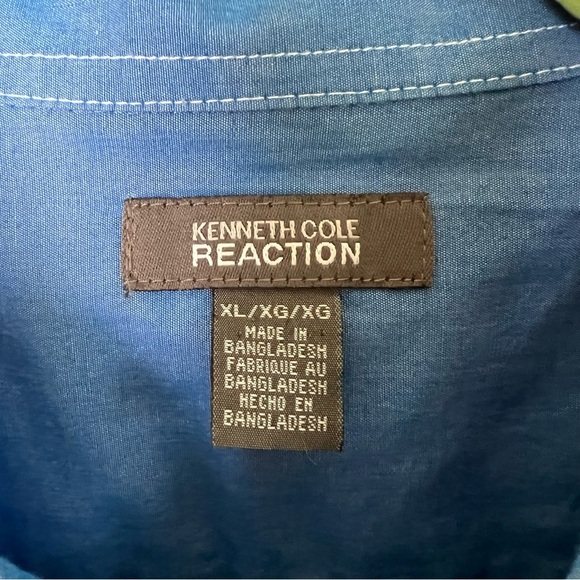 KENNETH COLE
REACTION
XL/XG/XG
MADE IN
BANGLADESH
FABRIQUE AU
BANGLADESH
HECHO EN
BANGLADESH